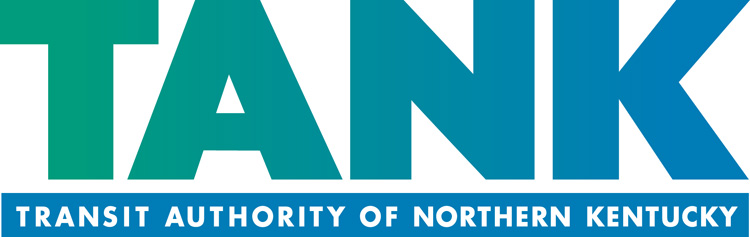 TANK
TRANSIT AUTHORITY OF NORTHERN KENTUCKY